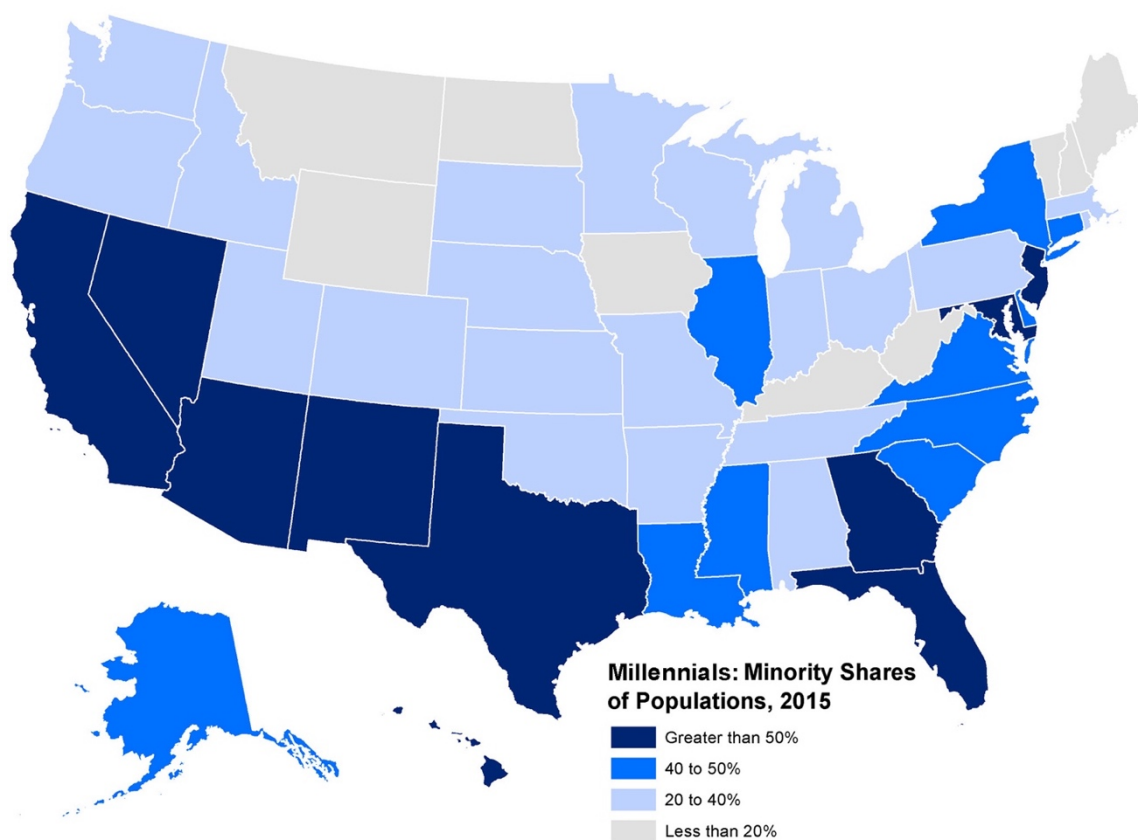 Millennials: Minority Shares
of Populations, 2015
Greater than 50%
40 to 50%
20 to 40%
Less than 20%